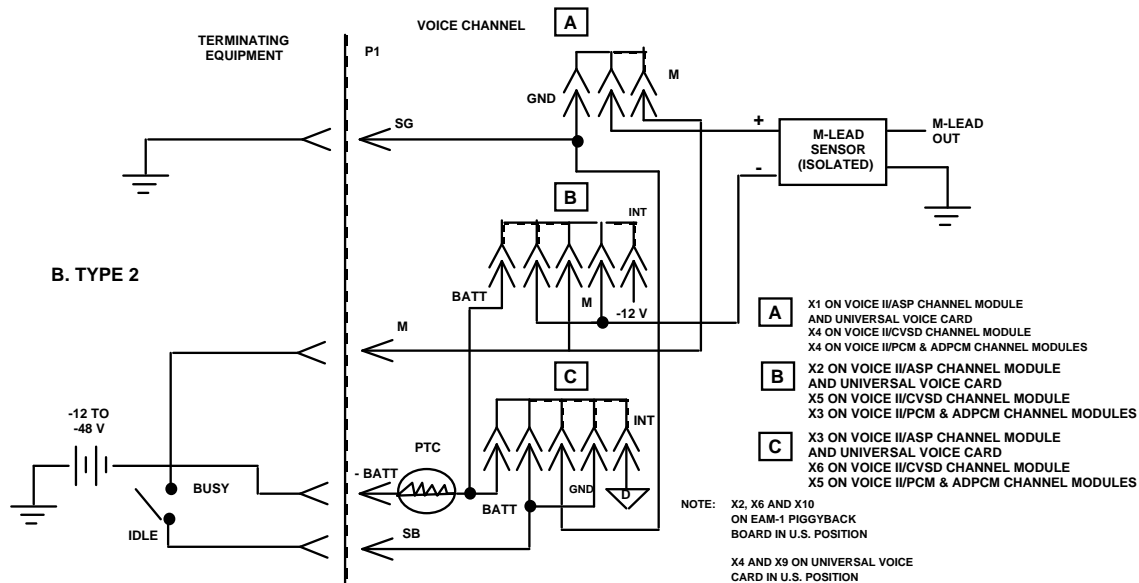 VOICE CHANNEL
A
TERMINATING
EQUIPMENT
P1
M
GND
SG
+
-
M-LEAD
SENSOR
(ISOLATED)
M-LEAD
OUT
B
INT
B. TYPE 2
BATT
M
-12 V
M
C
INT
-12 TO
-48 V
PTC
- BATT
BUSY
BATT
GND
D
IDLE
SB
A
X1 ON VOICE II/ASP CHANNEL MODULE
AND UNIVERSAL VOICE CARD
X4 ON VOICE II/CVSD CHANNEL MODULE
X4 ON VOICE II/PCM & ADPCM CHANNEL MODULES
B
X2 ON VOICE II/ASP CHANNEL MODULE
AND UNIVERSAL VOICE CARD
X5 ON VOICE II/CVSD CHANNEL MODULE
X3 ON VOICE II/PCM & ADPCM CHANNEL MODULES
C
X3 ON VOICE II/ASP CHANNEL MODULE
AND UNIVERSAL VOICE CARD
X6 ON VOICE II/CVSD CHANNEL MODULE
X5 ON VOICE II/PCM & ADPCM CHANNEL MODULES
NOTE: X2, X6 AND X10
ON EAM-1 PIGGYBACK
BOARD IN U.S. POSITION
X4 AND X9 ON UNIVERSAL VOICE
CARD IN U.S. POSITION